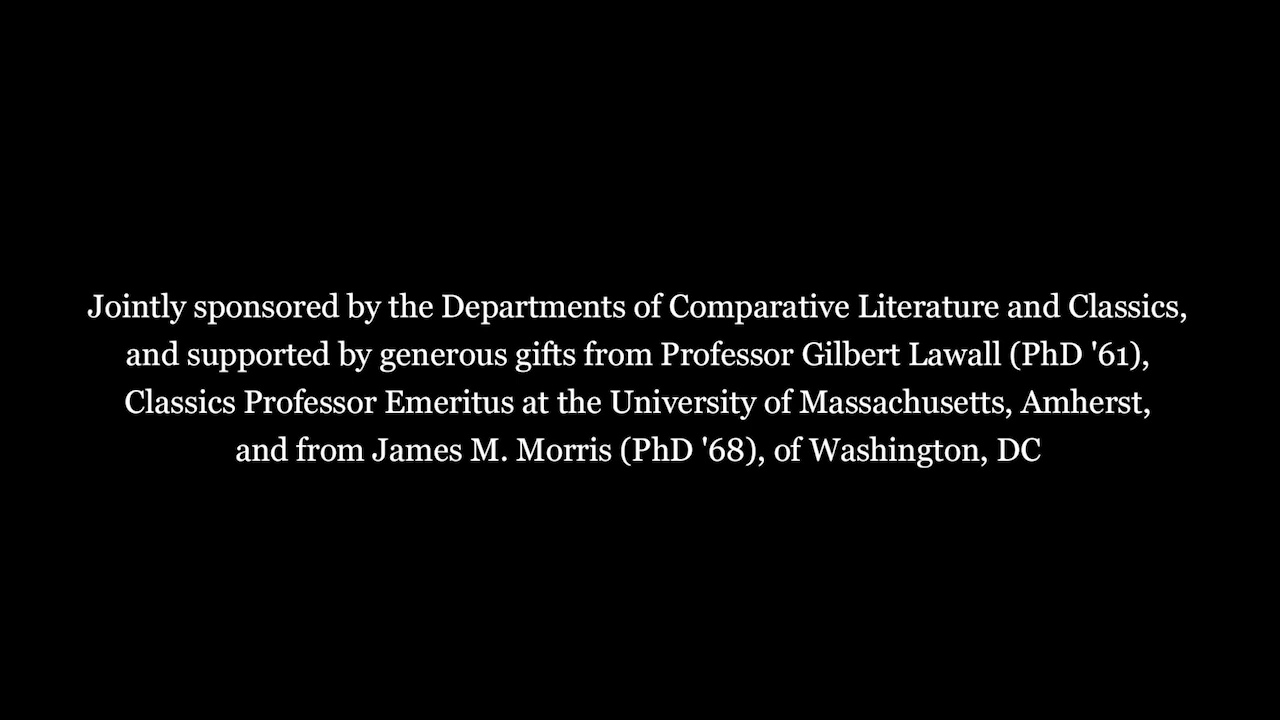 Jointly sponsored by the Departments of Comparative Literature and Classics,
and supported by generous gifts from Professor Gilbert Lawall (PhD '61),
Classics Professor Emeritus at the University of Massachusetts, Amherst,
and from James M. Morris (PhD '68), of Washington, DC